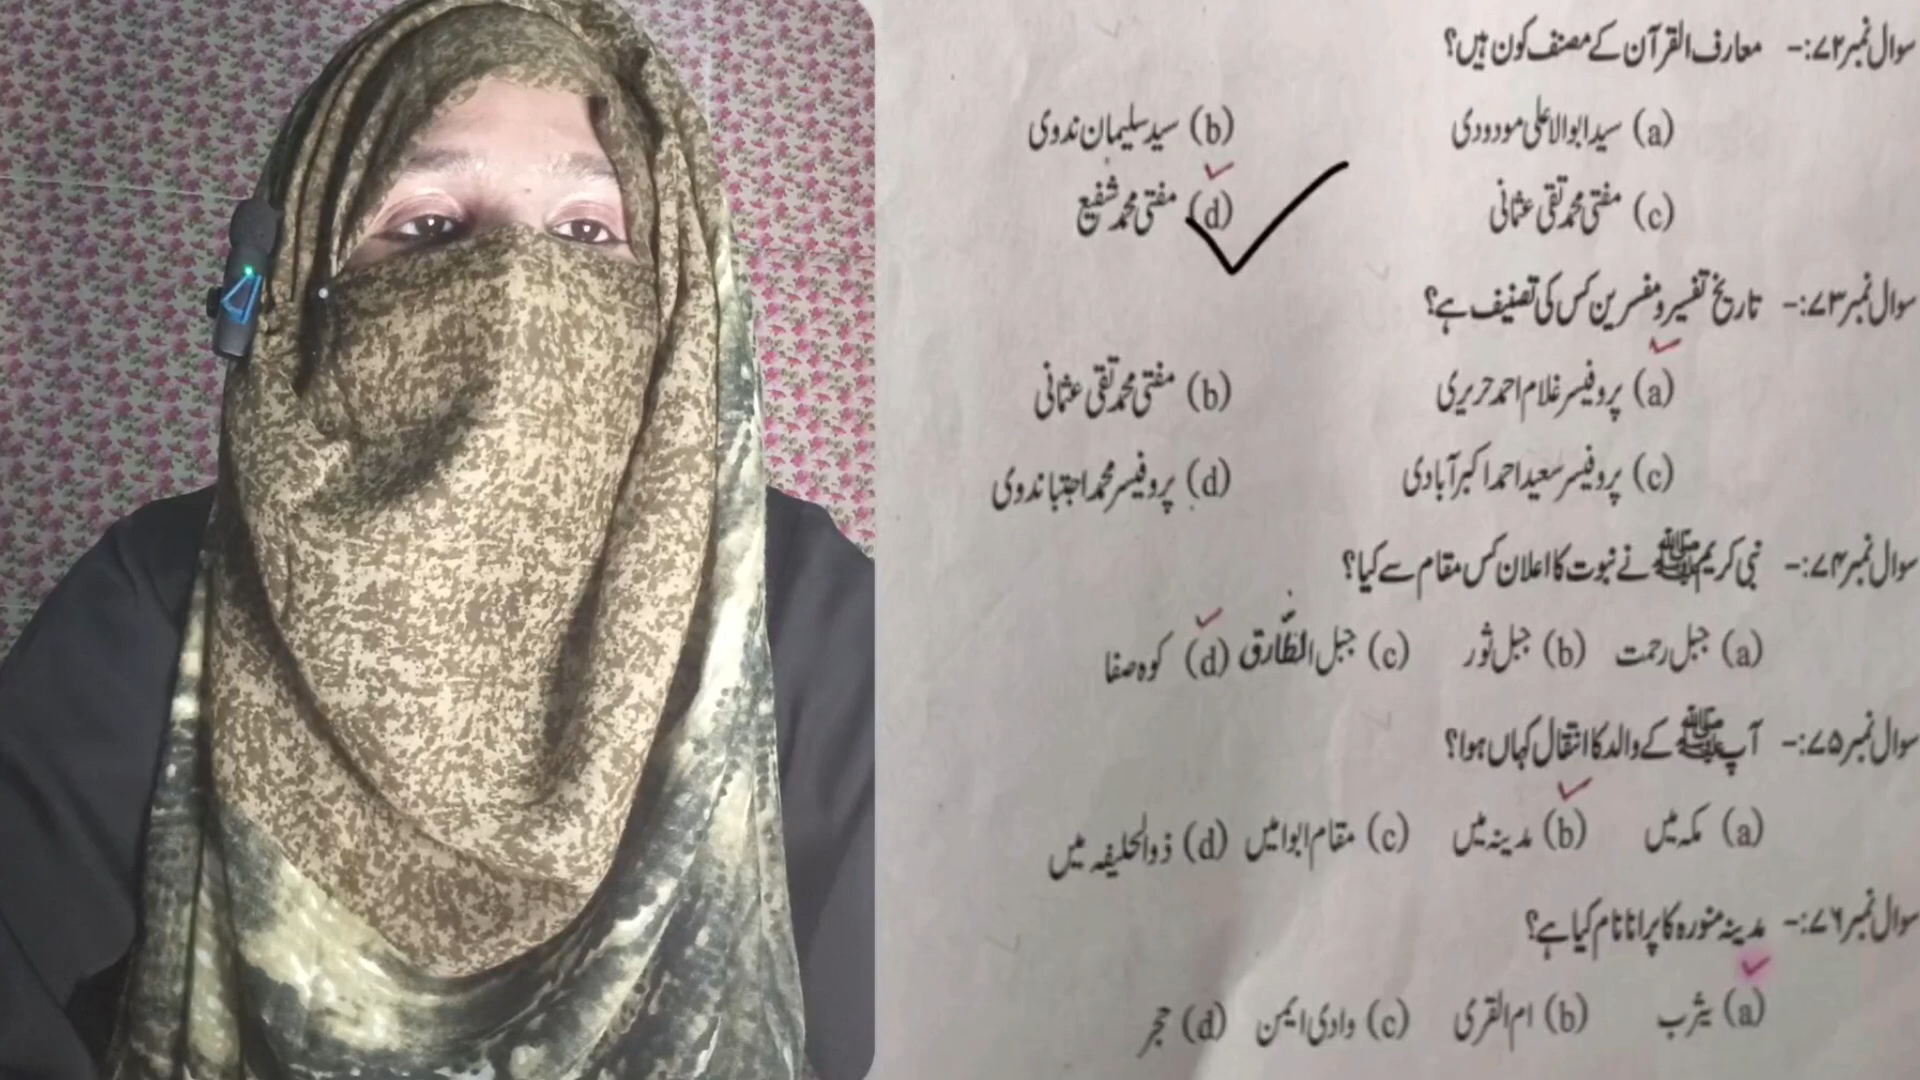 سوال نمبر۷۲:- معارف القرآن کے مصنف کون ہیں؟
(a) سید ابوالاعلی مودودی (b) سید سلیمان ندوی
(c) مفتی محمد تقی عثمانی (d) مفتی محمد شفیع
سوال نمبر۷۳:- تاریخ تفسیر و مفسرین کس کی تصنیف ہے؟
(a) پروفیسر غلام احمد حریری (b) مفتی محمد تقی عثمانی
(c) پروفیسر سعید احمد اکبر آبادی (d) پروفیسر محمد اجتبا ندوی
سوال نمبر۷۴:- نبی کریم ﷺ نے نبوت کا اعلان کس مقام سے کیا؟
(a) جبل رحمت (b) جبل ثور (c) جبل الطّارق (d) کوہ صفا
سوال نمبر۷۵:- آپ ﷺ کے والد کا انتقال کہاں ہوا؟
(a) مکہ میں (b) مدینہ میں (c) مقام ابوا میں (d) ذوالحلیفہ میں
سوال نمبر۷۶:- مدینہ منورہ کا پرانا نام کیا ہے؟
(a) یثرب (b) ام القری (c) وادی ایمن (d) حجر